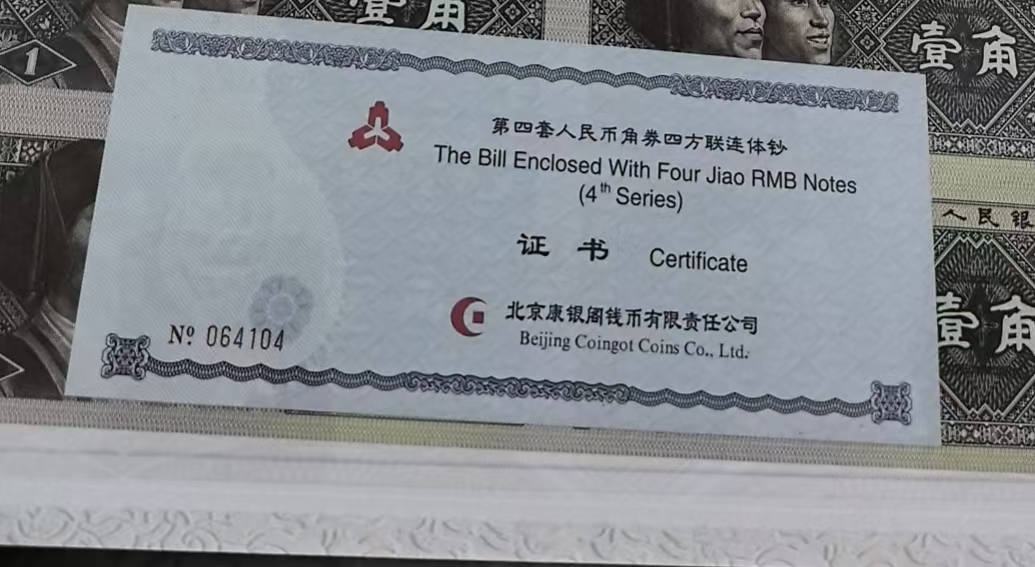 壹角
1
壹角
第四套人民币角券四方联连体钞
The Bill Enclosed With Four Jiao RMB Notes
(4th Series)
人民银
证书 Certificate
北京康银阁钱币有限责任公司
Beijing Coingot Coins Co., Ltd.
壹角
Nº 064104